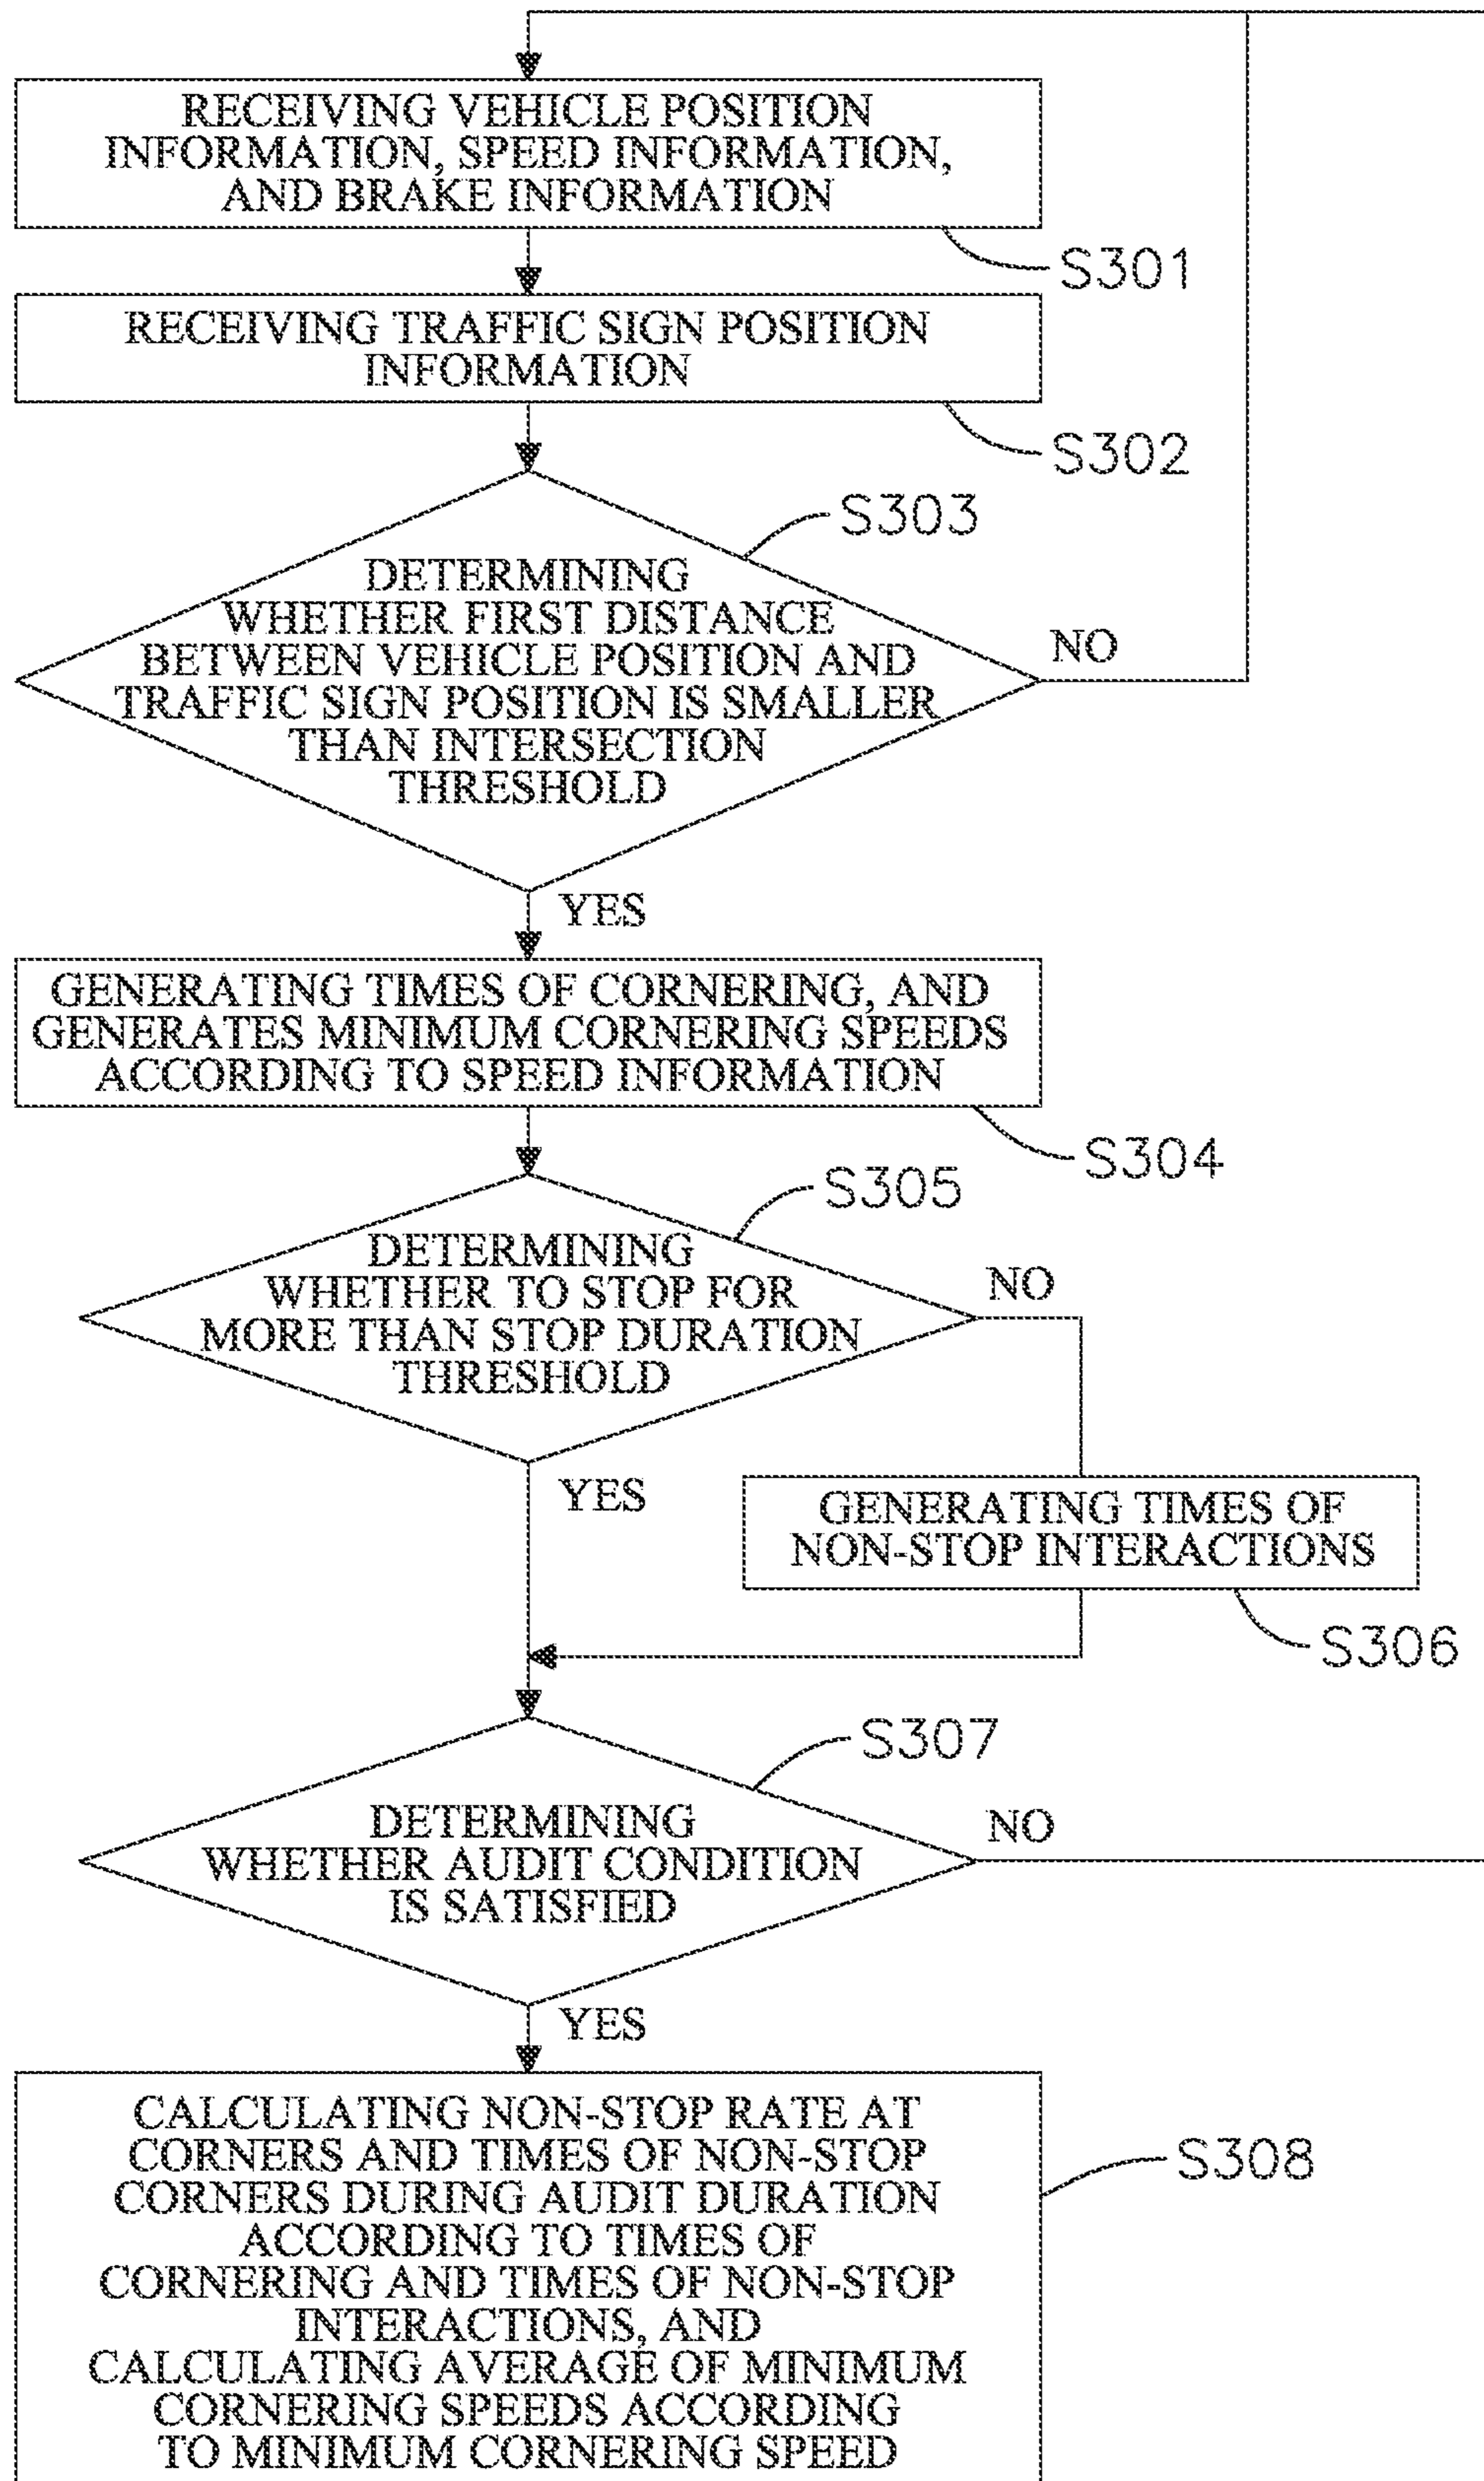 RECEIVING VEHICLE POSITION
INFORMATION, SPEED INFORMATION,
AND BRAKE INFORMATION
S301
RECEIVING TRAFFIC SIGN POSITION
INFORMATION
S302
S303
DETERMINING
WHETHER FIRST DISTANCE
BETWEEN VEHICLE POSITION AND
TRAFFIC SIGN POSITION IS SMALLER
THAN INTERSECTION
THRESHOLD
NO
YES
GENERATING TIMES OF CORNERING, AND
GENERATES MINIMUM CORNERING SPEEDS
ACCORDING TO SPEED INFORMATION
S304
S305
DETERMINING
WHETHER TO STOP FOR
MORE THAN STOP DURATION
THRESHOLD
NO
YES
GENERATING TIMES OF
NON-STOP INTERACTIONS
S306
S307
DETERMINING
WHETHER AUDIT CONDITION
IS SATISFIED
NO
YES
CALCULATING NON-STOP RATE AT
CORNERS AND TIMES OF NON-STOP
CORNERS DURING AUDIT DURATION
ACCORDING TO TIMES OF
CORNERING AND TIMES OF NON-STOP
INTERACTIONS, AND
CALCULATING AVERAGE OF MINIMUM
CORNERING SPEEDS ACCORDING
TO MINIMUM CORNERING SPEED
S308